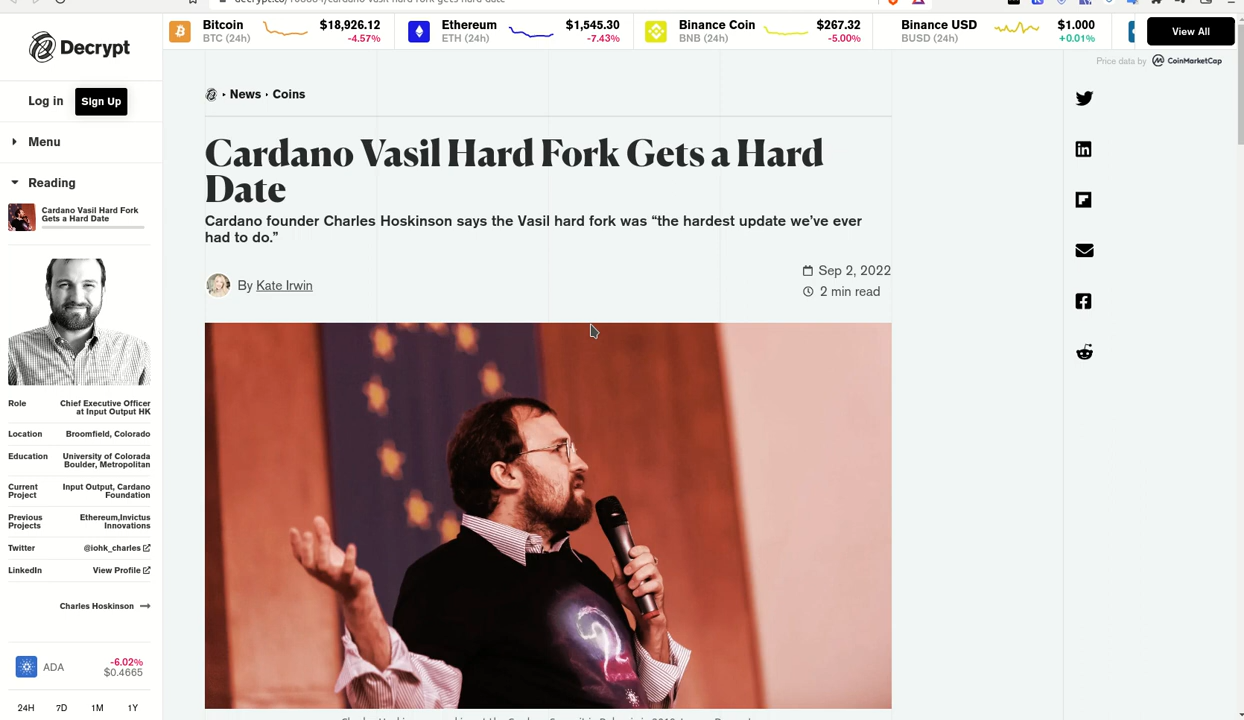 Decrypt
Bitcoin
BTC (24h)
$18,926.12
-4.57%
Ethereum
ETH (24h)
$1,545.30
-7.43%
Binance Coin
BNB (24h)
$267.32
-5.00%
Binance USD
BUSD (24h)
$1.000
+0.01%
View All
Price data by CoinMarketCap
Log in
Sign Up
Menu
Reading
Cardano Vasil Hard Fork
Gets a Hard Date
Role
Chief Executive Officer
at Input Output HK
Location
Broomfield, Colorado
Education
University of Colorada
Boulder, Metropolitan
Current
Project
Input Output, Cardano
Foundation
Previous
Projects
Ethereum,Invictus
Innovations
Twitter
@iohk_charles
LinkedIn
View Profile
Charles Hoskinson
ADA
-6.02%
$0.4665
24H 7D 1M 1Y
News · Coins
Cardano Vasil Hard Fork Gets a Hard
Date
Cardano founder Charles Hoskinson says the Vasil hard fork was “the hardest update we’ve ever
had to do.”
By Kate Irwin
Sep 2, 2022
2 min read